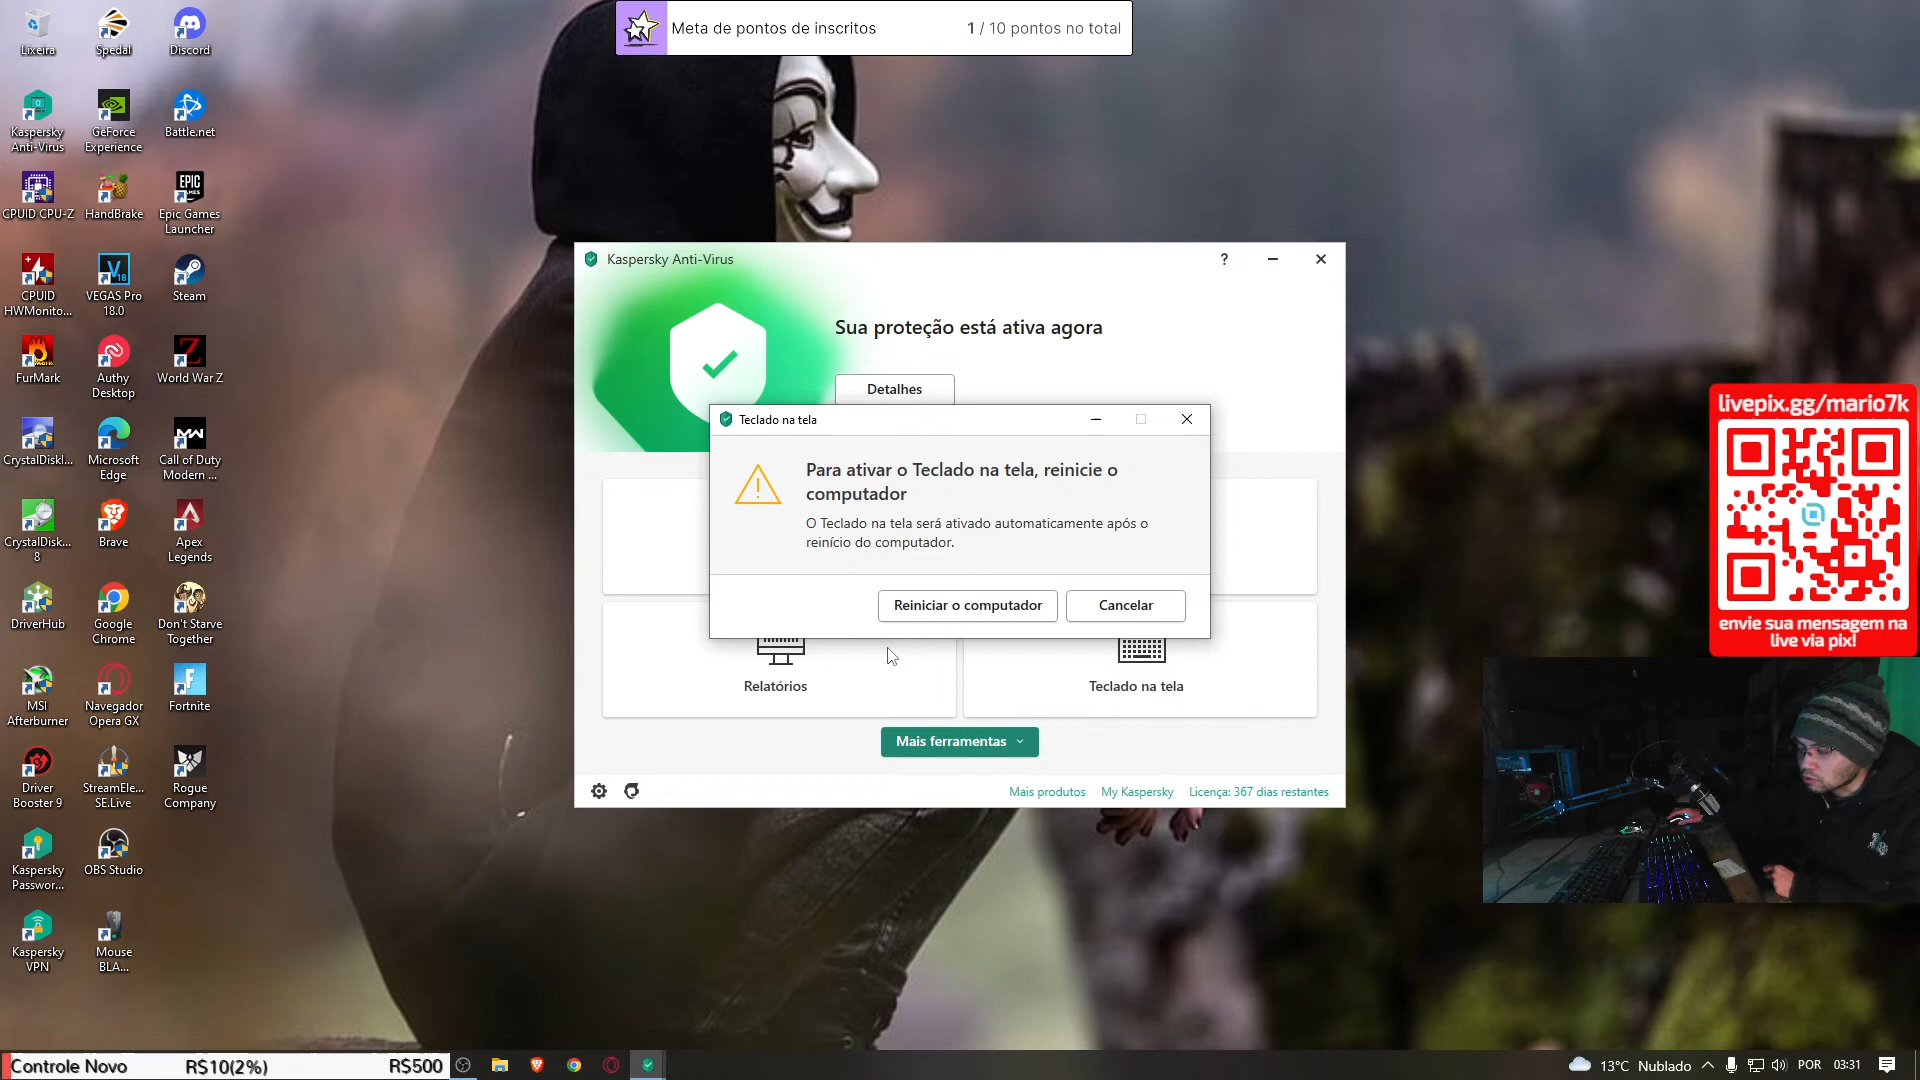 Meta de pontos de inscritos 1 / 10 pontos no total
Lixeira
Spedal
Discord
Kaspersky
Anti-Virus
GeForce
Experience
Battle.net
CPUID CPU-Z
HandBrake
Epic Games
Launcher
CPUID
HWMonito...
VEGAS Pro
18.0
Steam
FurMark
Authy
Desktop
World War Z
CrystalDiskI...
Microsoft
Edge
Call of Duty
Modern ...
CrystalDisk...
8
Brave
Apex
Legends
DriverHub
Google
Chrome
Don't Starve
Together
MSI
Afterburner
Navegador
Opera GX
Fortnite
Driver
Booster 9
StreamEle...
SE.Live
Rogue
Company
Kaspersky
Passwor...
OBS Studio
Kaspersky
VPN
Mouse
BLA...
Kaspersky Anti-Virus
Sua proteção está ativa agora
Detalhes
Teclado na tela
Para ativar o Teclado na tela, reinicie o
computador
O Teclado na tela será ativado automaticamente após o
reinício do computador.
Reiniciar o computador
Cancelar
Relatórios
Teclado na tela
Mais ferramentas
Mais produtos
My Kaspersky
Licença: 367 dias restantes
livepix.gg/mario7k
envie sua mensagem na
live via pix!
Controle Novo R$10(2%) R$500
13°C Nublado
POR
03:31